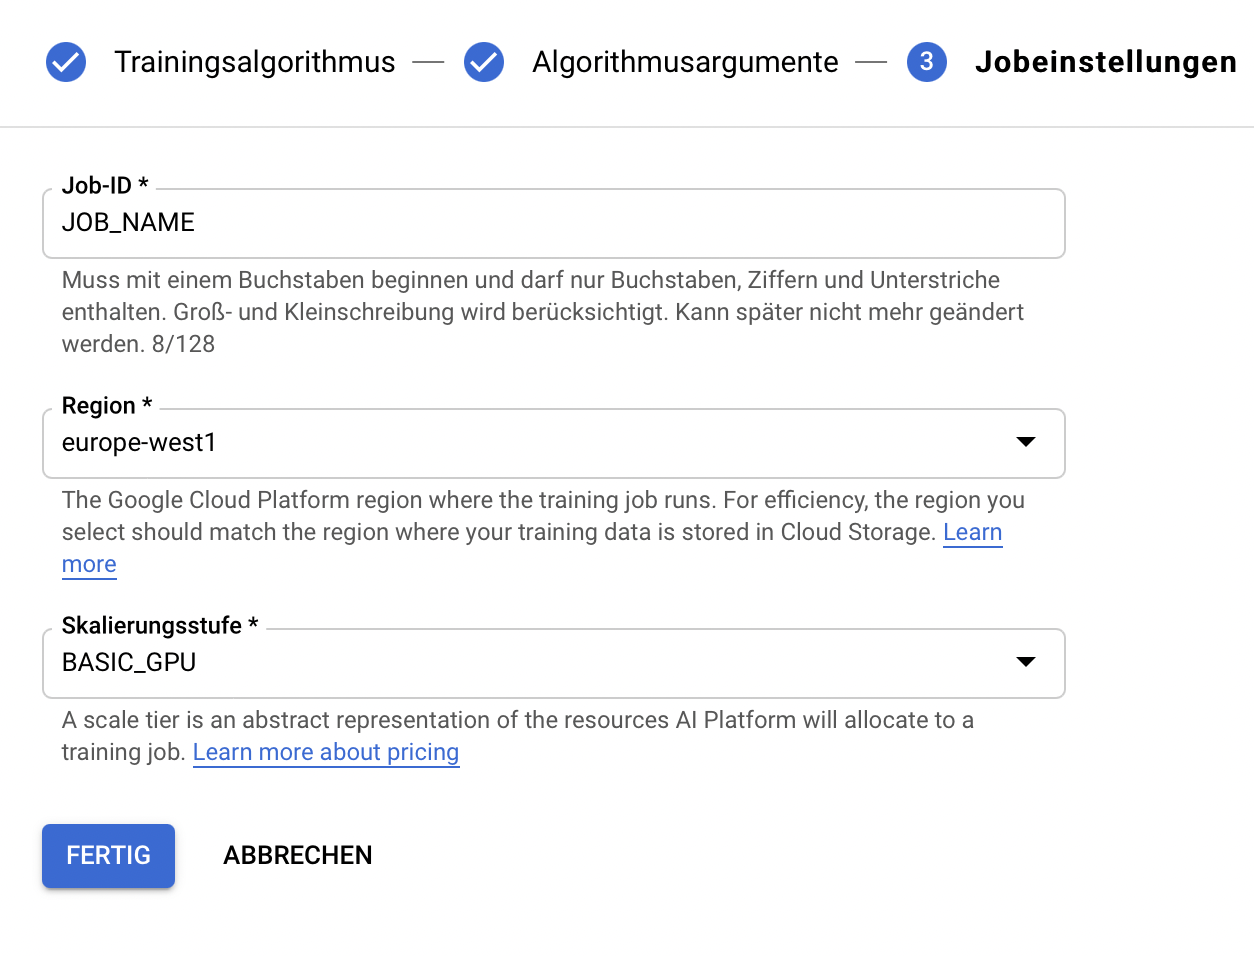 Trainingsalgorithmus — Algorithmusargumente — 3 Jobeinstellungen
Job-ID *
JOB_NAME
Muss mit einem Buchstaben beginnen und darf nur Buchstaben, Ziffern und Unterstriche
enthalten. Groß- und Kleinschreibung wird berücksichtigt. Kann später nicht mehr geändert
werden. 8/128
Region *
europe-west1
The Google Cloud Platform region where the training job runs. For efficiency, the region you
select should match the region where your training data is stored in Cloud Storage. Learn
more
Skalierungsstufe *
BASIC_GPU
A scale tier is an abstract representation of the resources AI Platform will allocate to a
training job. Learn more about pricing
FERTIG ABBRECHEN